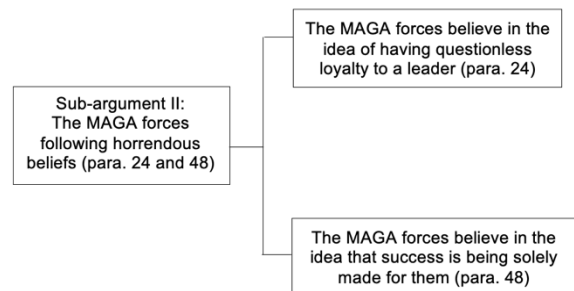 The MAGA forces believe in the
idea of having questionless
loyalty to a leader (para. 24)
Sub-argument II:
The MAGA forces
following horrendous
beliefs (para. 24 and 48)
The MAGA forces believe in the
idea that success is being solely
made for them (para. 48)